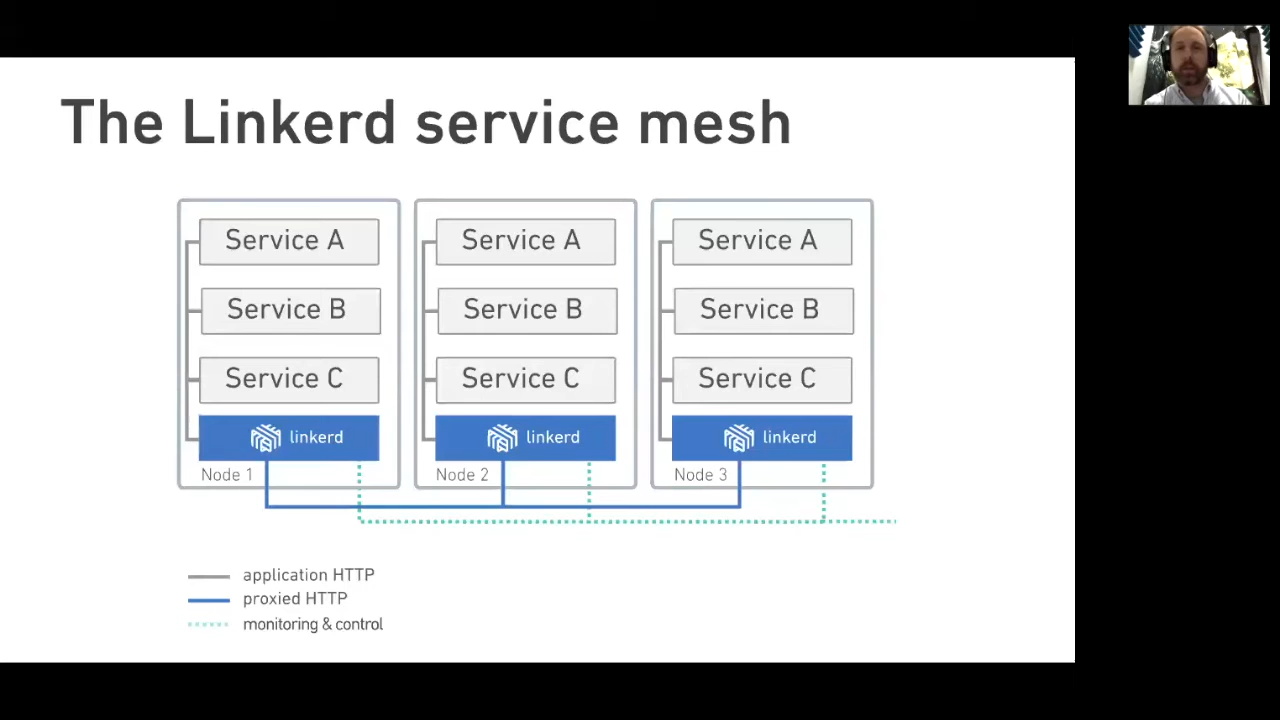 The Linkerd service mesh
Service A
Service B
Service C
linkerd
Node 1
Service A
Service B
Service C
linkerd
Node 2
Service A
Service B
Service C
linkerd
Node 3
application HTTP
proxied HTTP
monitoring & control